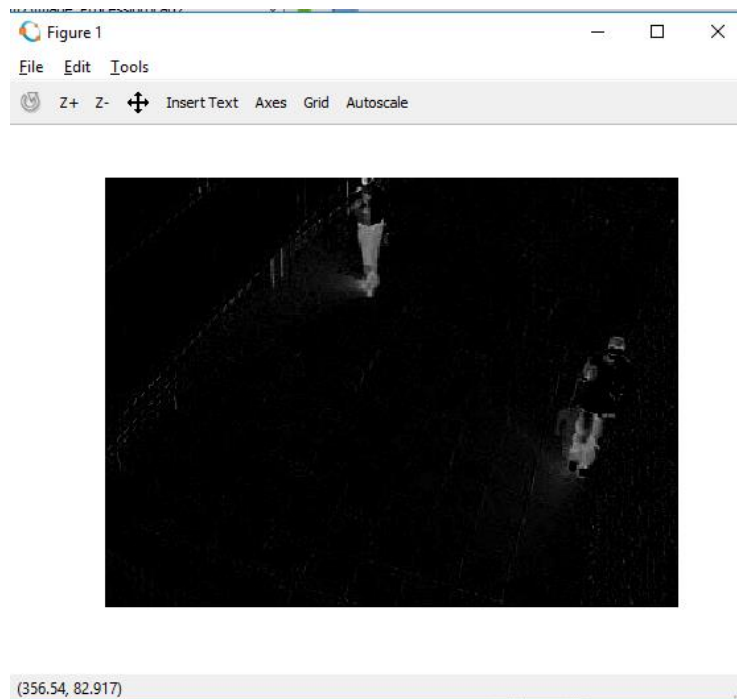 Figure 1
File Edit Tools
Z+ Z- Insert Text Axes Grid Autoscale
(356.54, 82.917)